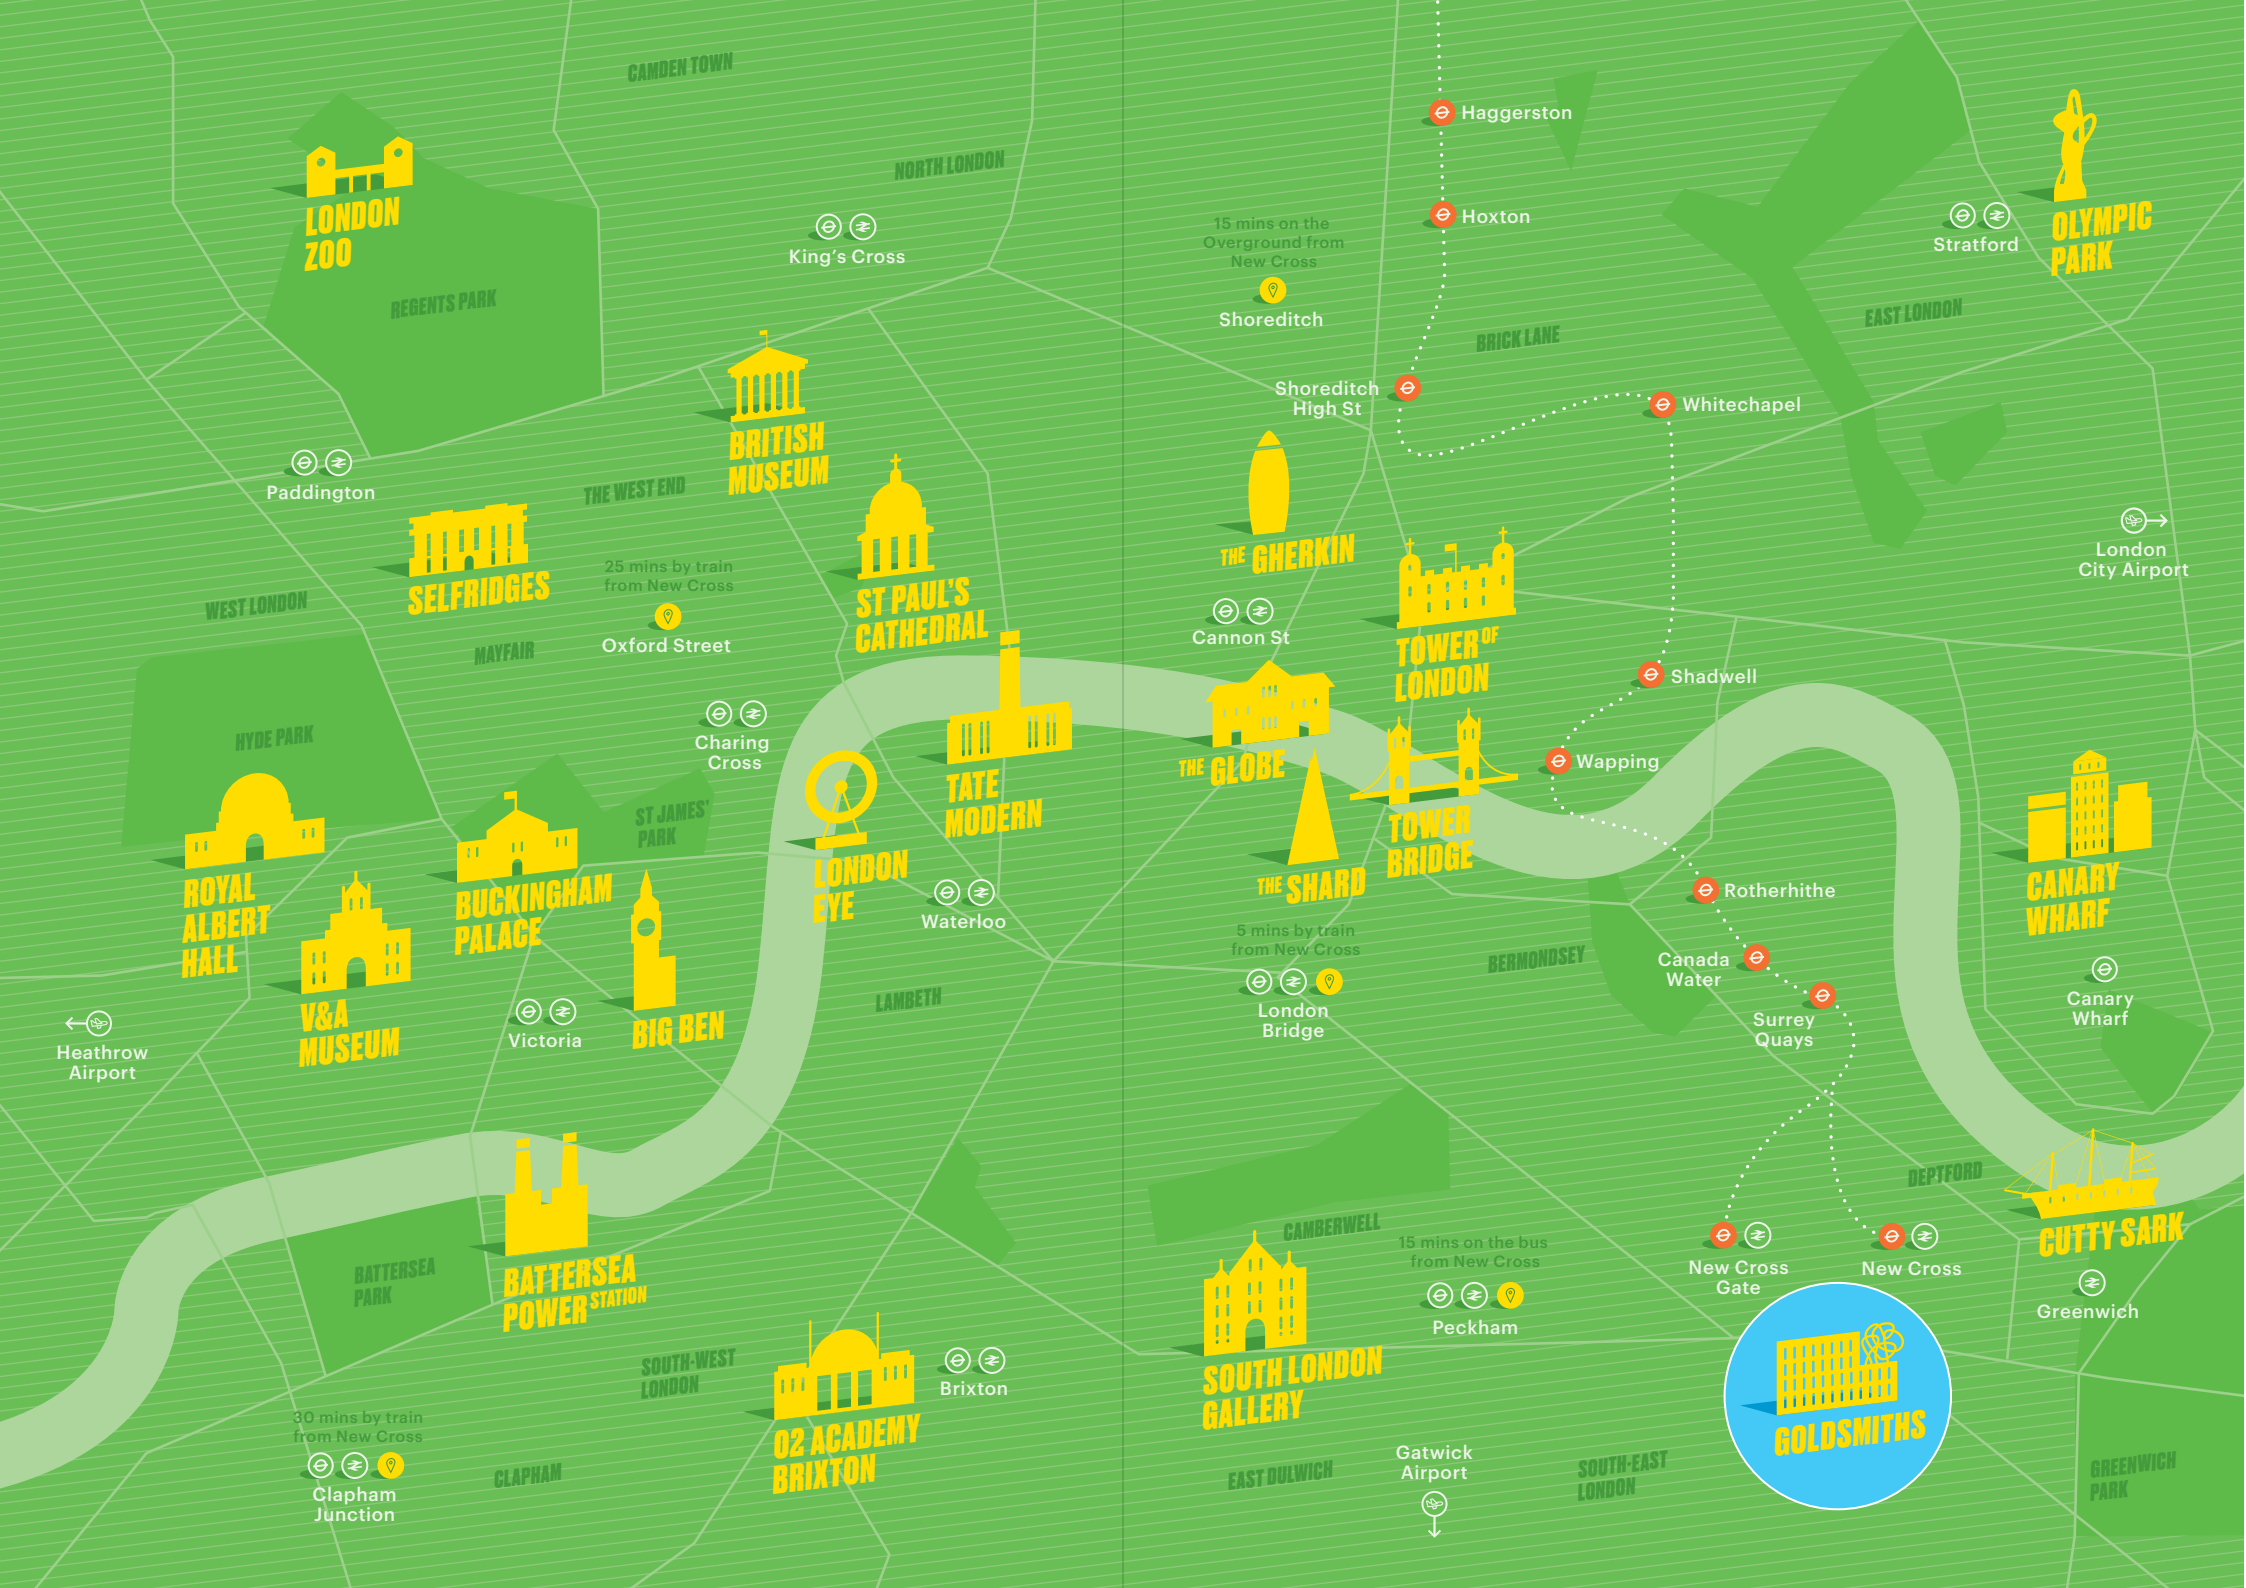 CAMDEN TOWN
NORTH LONDON
LONDON
ZOO
REGENTS PARK
King's Cross
Haggerston
Hoxton
15 mins on the
Overground from
New Cross
Shoreditch
BRICK LANE
Stratford
OLYMPIC
PARK
EAST LONDON
Shoreditch
High St
Whitechapel
BRITISH
MUSEUM
Paddington
THE WEST END
SELFRIDGES
25 mins by train
from New Cross
Oxford Street
WEST LONDON
MAYFAIR
ST PAUL'S
CATHEDRAL
THE GHERKIN
Cannon St
TOWER OF
LONDON
London
City Airport
Shadwell
Wapping
HYDE PARK
Charing
Cross
TATE
MODERN
THE GLOBE
THE SHARD
TOWER
BRIDGE
ST JAMES'
PARK
ROYAL
ALBERT
HALL
BUCKINGHAM
PALACE
LONDON
EYE
Waterloo
Rotherhithe
CANARY
WHARF
5 mins by train
from New Cross
London
Bridge
BERMONDSEY
Canada
Water
Surrey
Quays
Canary
Wharf
V&A
MUSEUM
Victoria
BIG BEN
LAMBETH
Heathrow
Airport
BATTERSEA
PARK
BATTERSEA
POWER STATION
CAMBERWELL
15 mins on the bus
from New Cross
Peckham
DEPTFORD
New Cross
Gate
New Cross
CUTTY SARK
Greenwich
SOUTH-WEST
LONDON
O2 ACADEMY
BRIXTON
Brixton
SOUTH LONDON
GALLERY
30 mins by train
from New Cross
Clapham
Junction
CLAPHAM
EAST DULWICH
Gatwick
Airport
SOUTH-EAST
LONDON
GOLDSMITHS
GREENWICH
PARK